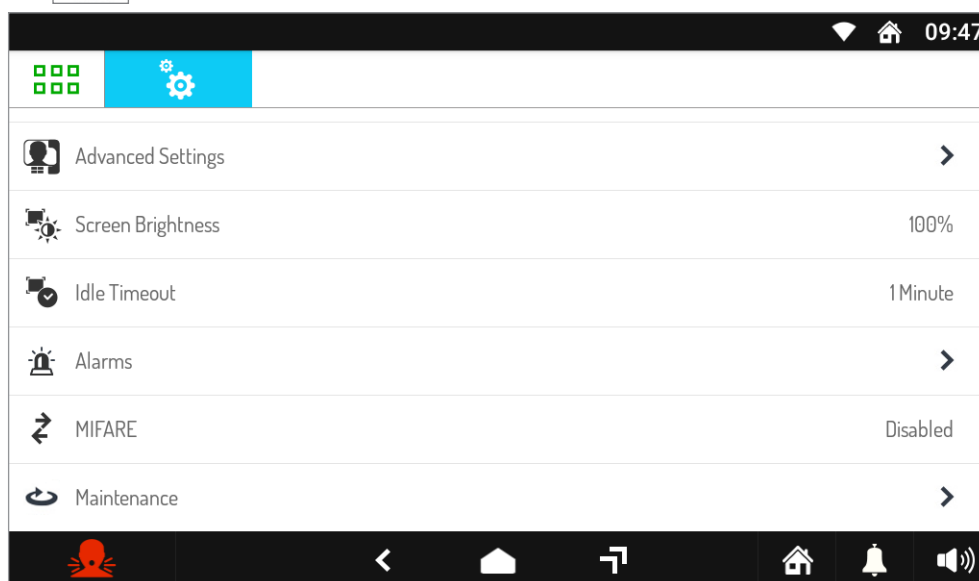 09:47
Advanced Settings
Screen Brightness 100%
Idle Timeout 1 Minute
Alarms
MIFARE Disabled
Maintenance